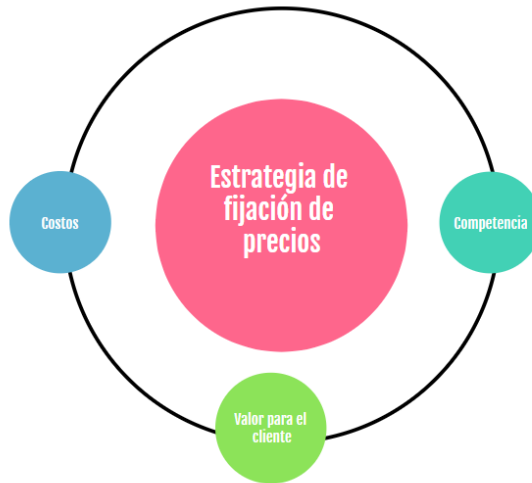 Estrategia de
fijación de
precios
Costos
Competencia
Valor para el
cliente